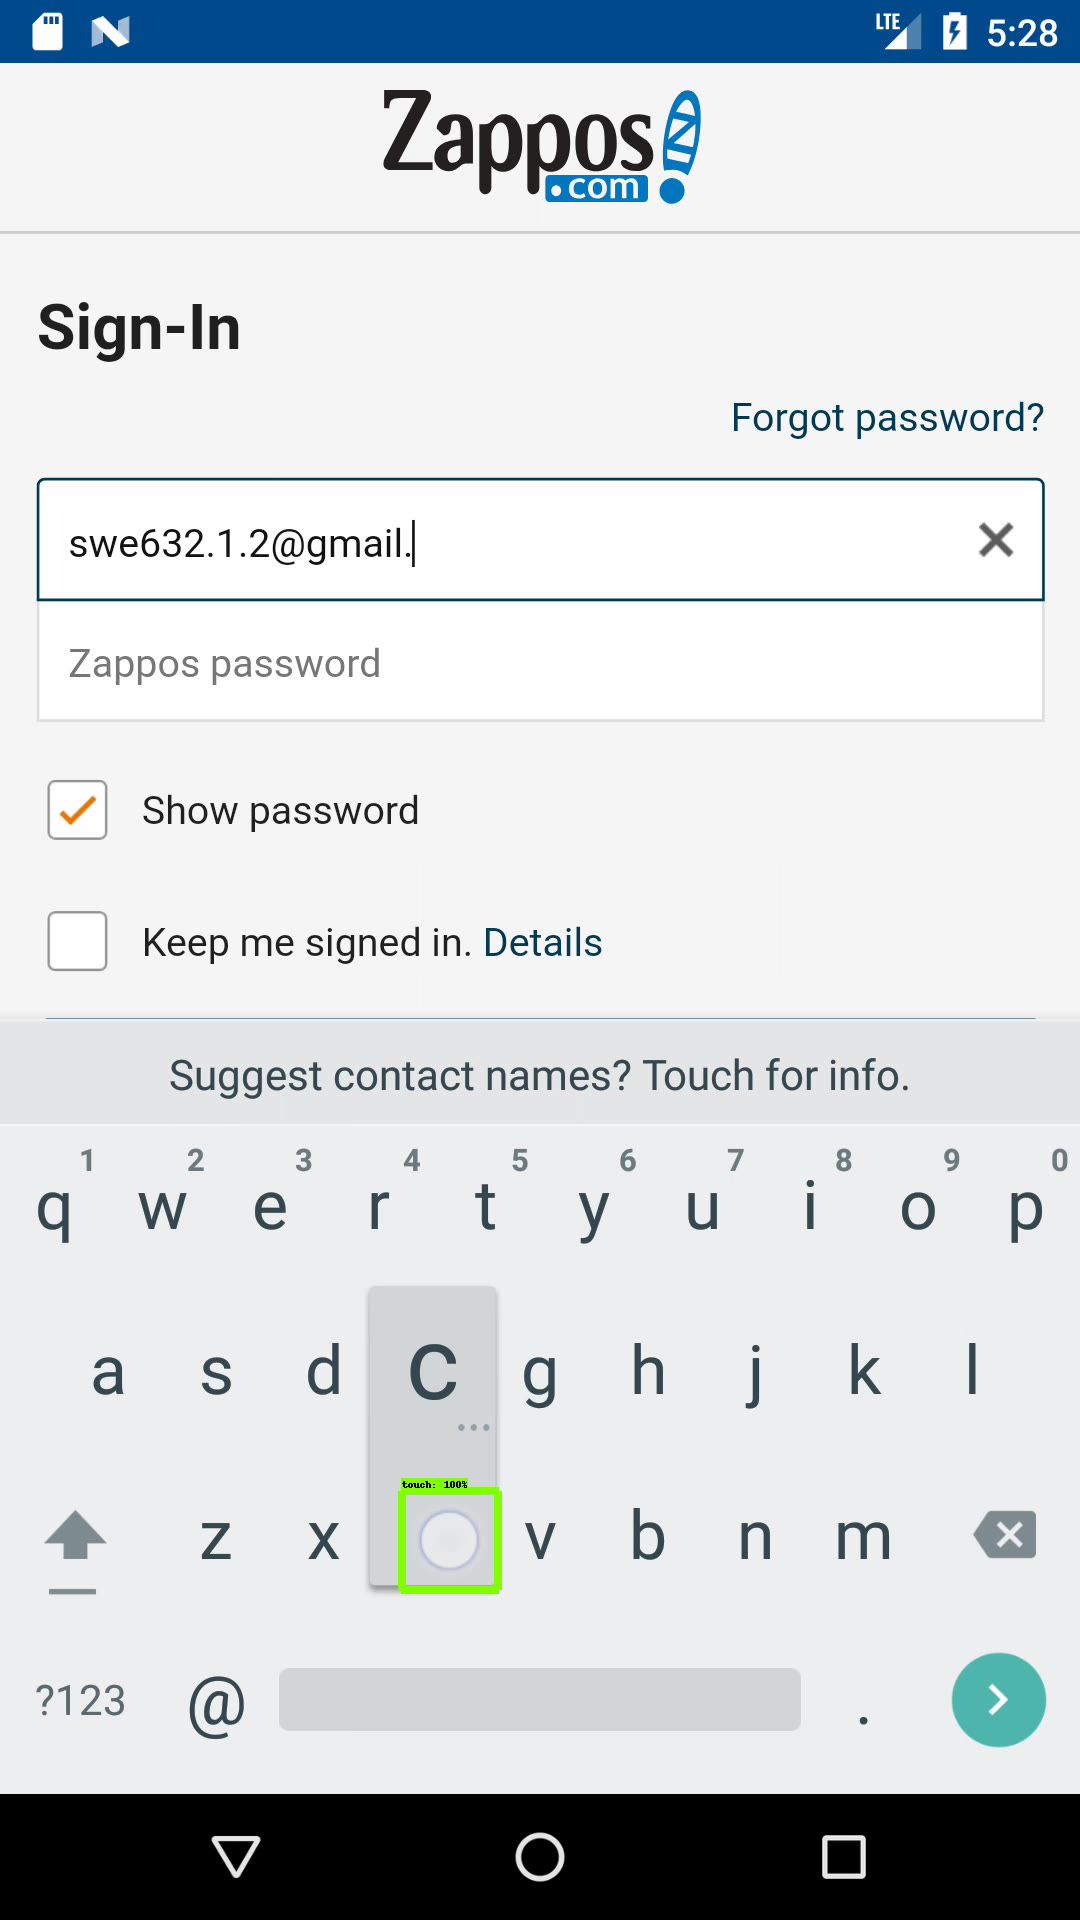 LTE 5:28
Zappos
.com
Sign-In
Forgot password?
swe632.1.2@gmail.
Zappos password
Show password
Keep me signed in. Details
Suggest contact names? Touch for info.
1 2 3 4 5 6 7 8 9 0
q w e r t y u i o p
a s d c g h j k l
touch: 100%
z x v b n m
?123 @ .